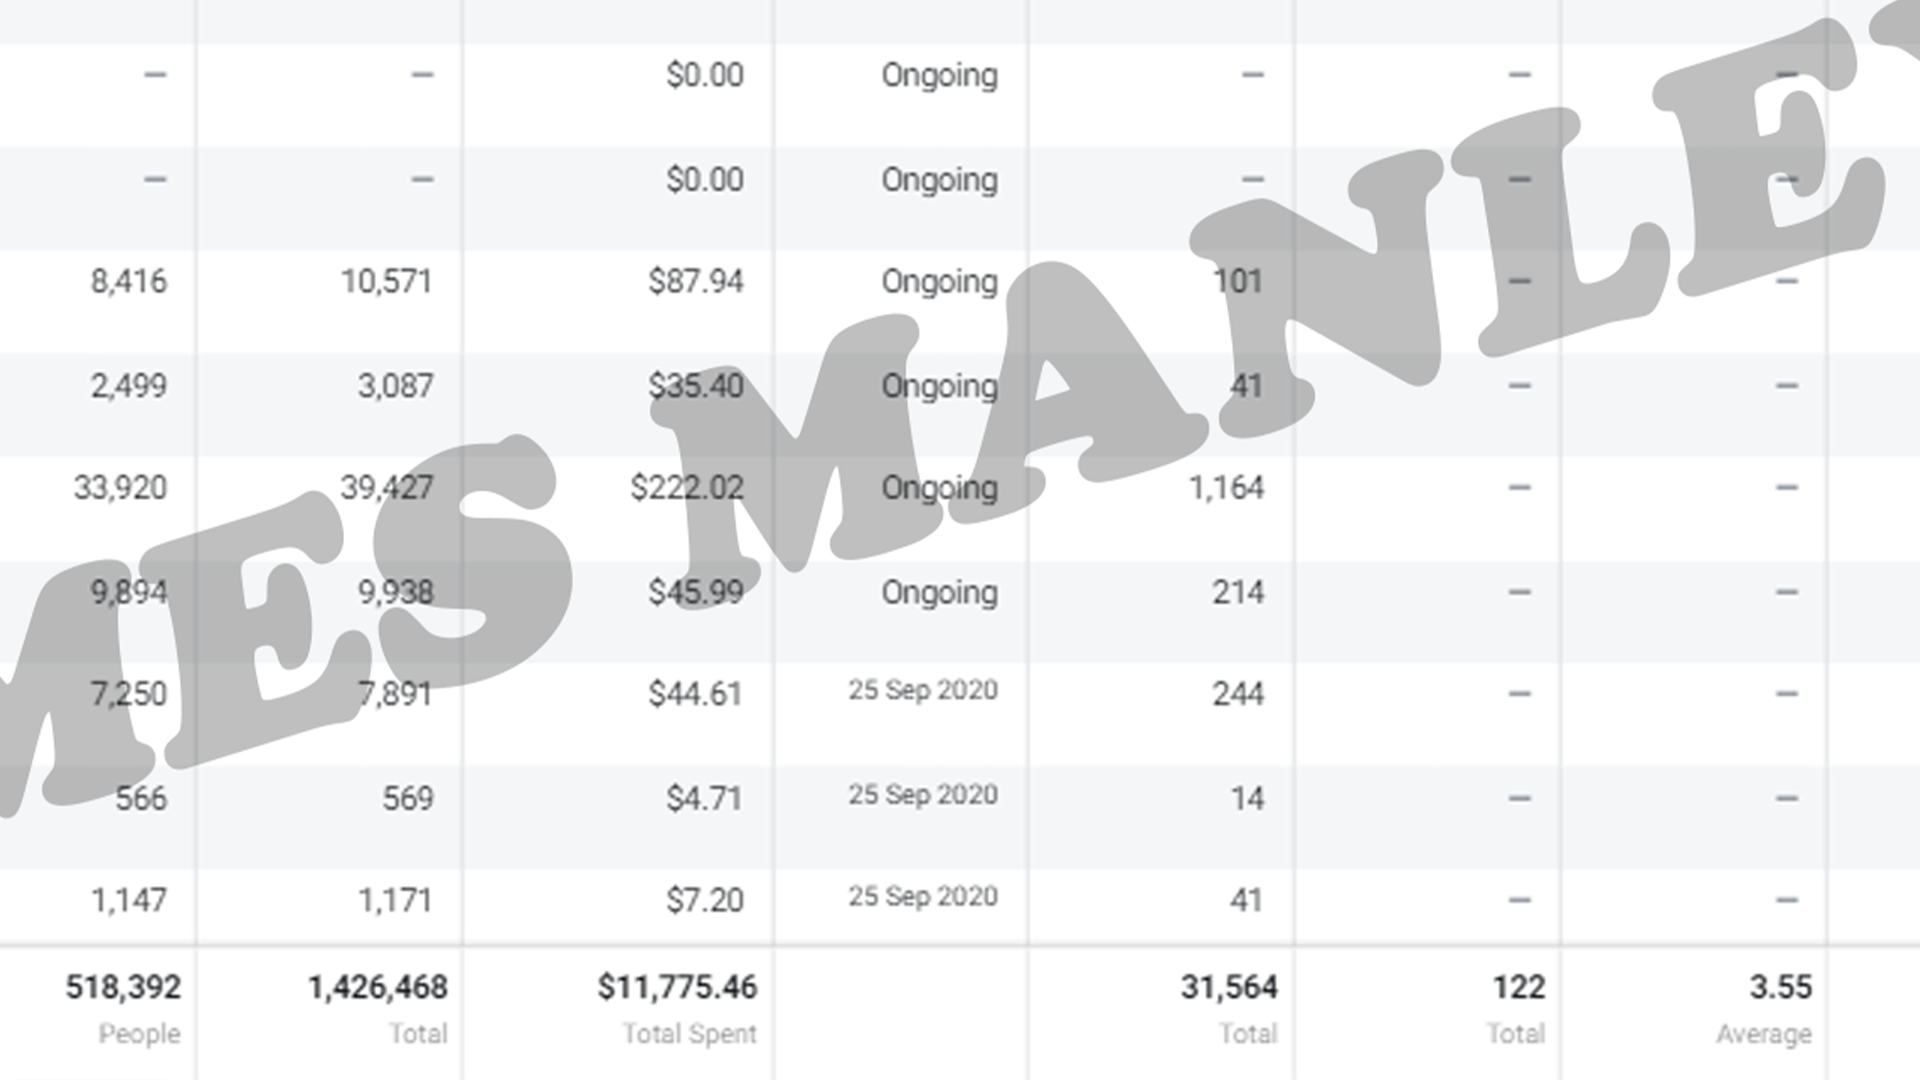 — — $0.00 Ongoing — — —
— — $0.00 Ongoing — — —
8,416 10,571 $87.94 Ongoing 101 — —
2,499 3,087 $35.40 Ongoing 41 — —
33,920 39,427 $222.02 Ongoing 1,164 — —
9,894 9,938 $45.99 Ongoing 214 — —
7,250 7,891 $44.61 25 Sep 2020 244 — —
566 569 $4.71 25 Sep 2020 14 — —
1,147 1,171 $7.20 25 Sep 2020 41 — —
518,392 1,426,468 $11,775.46 31,564 122 3.55
People Total Total Spent Total Total Average
MES MANLEY